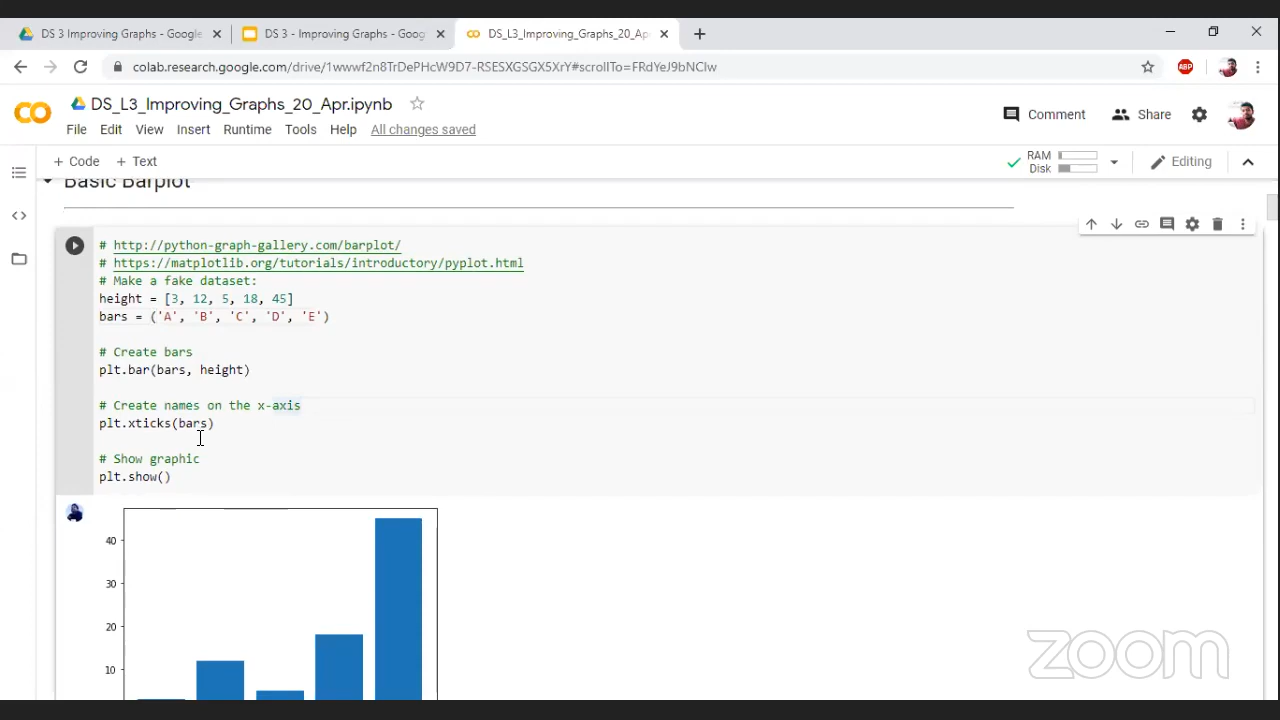 DS 3 Improving Graphs - Google
DS 3 - Improving Graphs - Goog
DS_L3_Improving_Graphs_20_Apr
colab.research.google.com/drive/1wwwf2n8TrDePHcW9D7-RSESXGSGX5XrY#scrollTo=FRdYeJ9bNCIw
ABP
CO
DS_L3_Improving_Graphs_20_Apr.ipynb
Comment
Share
File Edit View Insert Runtime Tools Help All changes saved
+ Code + Text
RAM
Disk
Editing
Basic Barplot
# http://python-graph-gallery.com/barplot/
# https://matplotlib.org/tutorials/introductory/pyplot.html
# Make a fake dataset:
height = [3, 12, 5, 18, 45]
bars = ('A', 'B', 'C', 'D', 'E')
# Create bars
plt.bar(bars, height)
# Create names on the x-axis
plt.xticks(bars)
# Show graphic
plt.show()
40
30
20
10
zoom